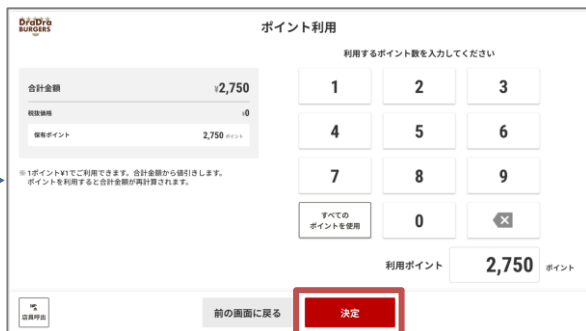 DraDra
BURGERS
ポイント利用
利用するポイント数を入力してください
合計金額 ¥2,750
税抜価格 ¥0
保有ポイント 2,750 ポイント
※ 1ポイント¥1でご利用できます。合計金額から値引きします。
ポイントを利用すると合計金額が再計算されます。
1 2 3
4 5 6
7 8 9
すべての
ポイントを使用
0
利用ポイント 2,750 ポイント
店員呼出
前の画面に戻る
決定